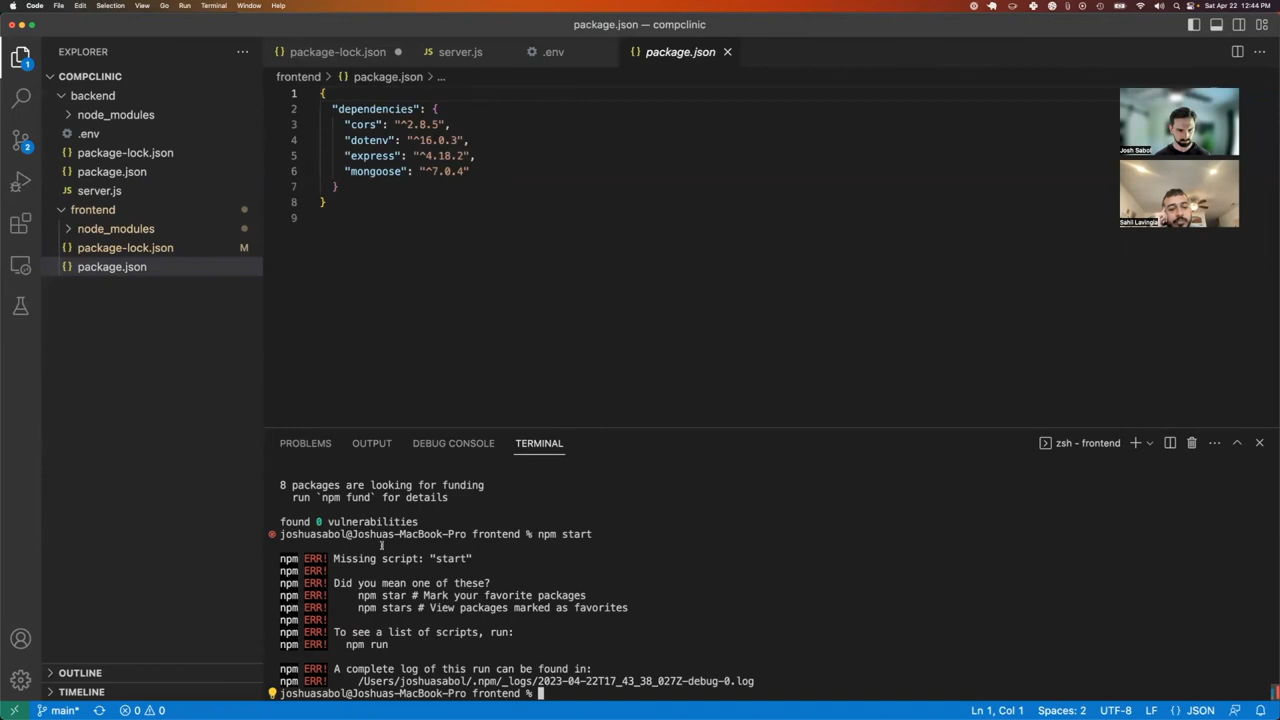 Code File Edit Selection View Go Run Terminal Window Help
Sat Apr 22 12:44 PM
package.json — compclinic
EXPLORER
package-lock.json
JS server.js
.env
{} package.json
COMPCLINIC
frontend > {} package.json > ...
backend
node_modules
.env
{} package-lock.json
{} package.json
JS server.js
frontend
node_modules
{} package-lock.json M
{} package.json
1 {
2 "dependencies": {
3 "cors": "^2.8.5",
4 "dotenv": "^16.0.3",
5 "express": "^4.18.2",
6 "mongoose": "^7.0.4"
7 }
8 }
9
Josh Sabol
Sahil Lavingia
1
2
PROBLEMS OUTPUT DEBUG CONSOLE TERMINAL
zsh - frontend
8 packages are looking for funding
run `npm fund` for details
found 0 vulnerabilities
joshuasabol@Joshuas-MacBook-Pro frontend % npm start
npm ERR! Missing script: "start"
npm ERR!
npm ERR! Did you mean one of these?
npm ERR! npm star # Mark your favorite packages
npm ERR! npm stars # View packages marked as favorites
npm ERR!
npm ERR! To see a list of scripts, run:
npm ERR! npm run
npm ERR! A complete log of this run can be found in:
npm ERR! /Users/joshuasabol/.npm/_logs/2023-04-22T17_43_38_027Z-debug-0.log
joshuasabol@Joshuas-MacBook-Pro frontend %
OUTLINE
TIMELINE
main* 0 0
Ln 1, Col 1 Spaces: 2 UTF-8 LF {} JSON